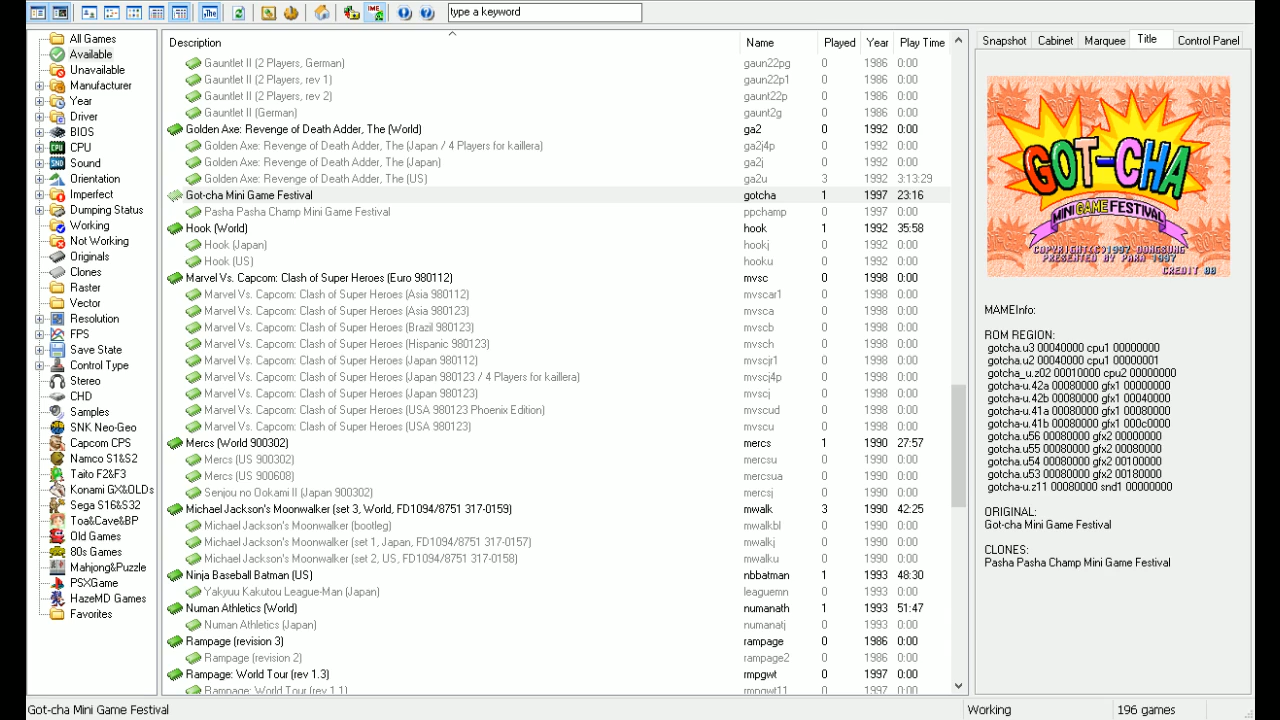 type a keyword
All Games
Available
Unavailable
Manufacturer
Year
Driver
BIOS
CPU
Sound
Orientation
Imperfect
Dumping Status
Working
Not Working
Originals
Clones
Raster
Vector
Resolution
FPS
Save State
Control Type
Stereo
CHD
Samples
SNK Neo-Geo
Capcom CPS
Namco S1&S2
Taito F2&F3
Konami GX&OLDs
Sega S16&S32
Toa&Cave&BP
Old Games
80s Games
Mahjong&Puzzle
PSXGame
HazeMD Games
Favorites
Description Name Played Year Play Time
Gauntlet II (2 Players, German) gaun22pg 0 1986 0:00
Gauntlet II (2 Players, rev 1) gaun22p1 0 1986 0:00
Gauntlet II (2 Players, rev 2) gaunt22p 0 1986 0:00
Gauntlet II (German) gaunt2g 0 1986 0:00
Golden Axe: Revenge of Death Adder, The (World) ga2 0 1992 0:00
Golden Axe: Revenge of Death Adder, The (Japan / 4 Players for kaillera) ga2j4p 0 1992 0:00
Golden Axe: Revenge of Death Adder, The (Japan) ga2j 0 1992 0:00
Golden Axe: Revenge of Death Adder, The (US) ga2u 3 1992 3:13:29
Got-cha Mini Game Festival gotcha 1 1997 23:16
Pasha Pasha Champ Mini Game Festival ppchamp 0 1997 0:00
Hook (World) hook 1 1992 35:58
Hook (Japan) hookj 0 1992 0:00
Hook (US) hooku 0 1992 0:00
Marvel Vs. Capcom: Clash of Super Heroes (Euro 980112) mvsc 0 1998 0:00
Marvel Vs. Capcom: Clash of Super Heroes (Asia 980112) mvscar1 0 1998 0:00
Marvel Vs. Capcom: Clash of Super Heroes (Asia 980123) mvsca 0 1998 0:00
Marvel Vs. Capcom: Clash of Super Heroes (Brazil 980123) mvscb 0 1998 0:00
Marvel Vs. Capcom: Clash of Super Heroes (Hispanic 980123) mvsch 0 1998 0:00
Marvel Vs. Capcom: Clash of Super Heroes (Japan 980112) mvscjr1 0 1998 0:00
Marvel Vs. Capcom: Clash of Super Heroes (Japan 980123 / 4 Players for kaillera) mvscj4p 0 1998 0:00
Marvel Vs. Capcom: Clash of Super Heroes (Japan 980123) mvscj 0 1998 0:00
Marvel Vs. Capcom: Clash of Super Heroes (USA 980123 Phoenix Edition) mvscud 0 1998 0:00
Marvel Vs. Capcom: Clash of Super Heroes (USA 980123) mvscu 0 1998 0:00
Mercs (World 900302) mercs 1 1990 27:57
Mercs (US 900302) mercsu 0 1990 0:00
Mercs (US 900608) mercsua 0 1990 0:00
Senjou no Ookami II (Japan 900302) mercsj 0 1990 0:00
Michael Jackson's Moonwalker (set 3, World, FD1094/8751 317-0159) mwalk 3 1990 42:25
Michael Jackson's Moonwalker (bootleg) mwalkbl 0 1990 0:00
Michael Jackson's Moonwalker (set 1, Japan, FD1094/8751 317-0157) mwalkj 0 1990 0:00
Michael Jackson's Moonwalker (set 2, US, FD1094/8751 317-0158) mwalku 0 1990 0:00
Ninja Baseball Batman (US) nbbatman 1 1993 48:30
Yakyuu Kakutou League-Man (Japan) leaguemn 0 1993 0:00
Numan Athletics (World) numanath 1 1993 51:47
Numan Athletics (Japan) numanatj 0 1993 0:00
Rampage (revision 3) rampage 0 1986 0:00
Rampage (revision 2) rampage2 0 1986 0:00
Rampage: World Tour (rev 1.3) rmpgwt 0 1997 0:00
Rampage: World Tour (rev 1.1) rmpgwt11 0 1997 0:00
Snapshot Cabinet Marquee Title Control Panel
GOT-CHA
MINI GAME FESTIVAL
COPYRIGHT(C)1997 DONGSUNG
PRESENTED BY PARA 1997
CREDIT 00
MAMEInfo:
ROM REGION:
gotcha.u3 00040000 cpu1 00000000
gotcha.u2 00040000 cpu1 00000001
gotcha_u.z02 00010000 cpu2 00000000
gotcha-u.42a 00080000 gfx1 00000000
gotcha-u.42b 00080000 gfx1 00040000
gotcha-u.41a 00080000 gfx1 00080000
gotcha-u.41b 00080000 gfx1 000c0000
gotcha.u56 00080000 gfx2 00000000
gotcha.u55 00080000 gfx2 00080000
gotcha.u54 00080000 gfx2 00100000
gotcha.u53 00080000 gfx2 00180000
gotcha-u.z11 00080000 snd1 00000000
ORIGINAL:
Got-cha Mini Game Festival
CLONES:
Pasha Pasha Champ Mini Game Festival
Got-cha Mini Game Festival
Working
196 games